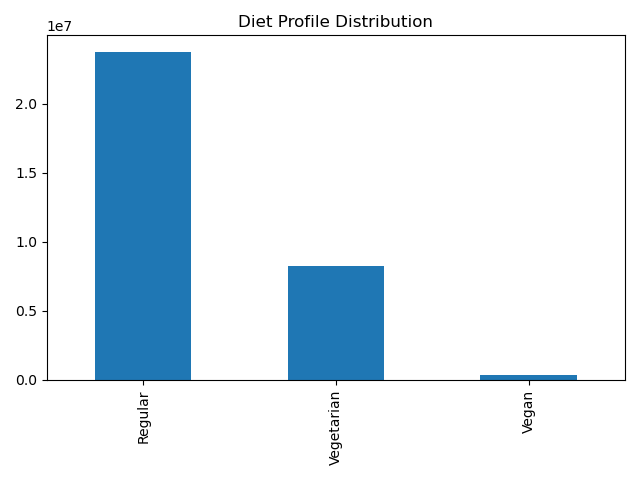 Diet Profile Distribution
1e7
2.0
1.5
1.0
0.5
0.0
Regular
Vegetarian
Vegan